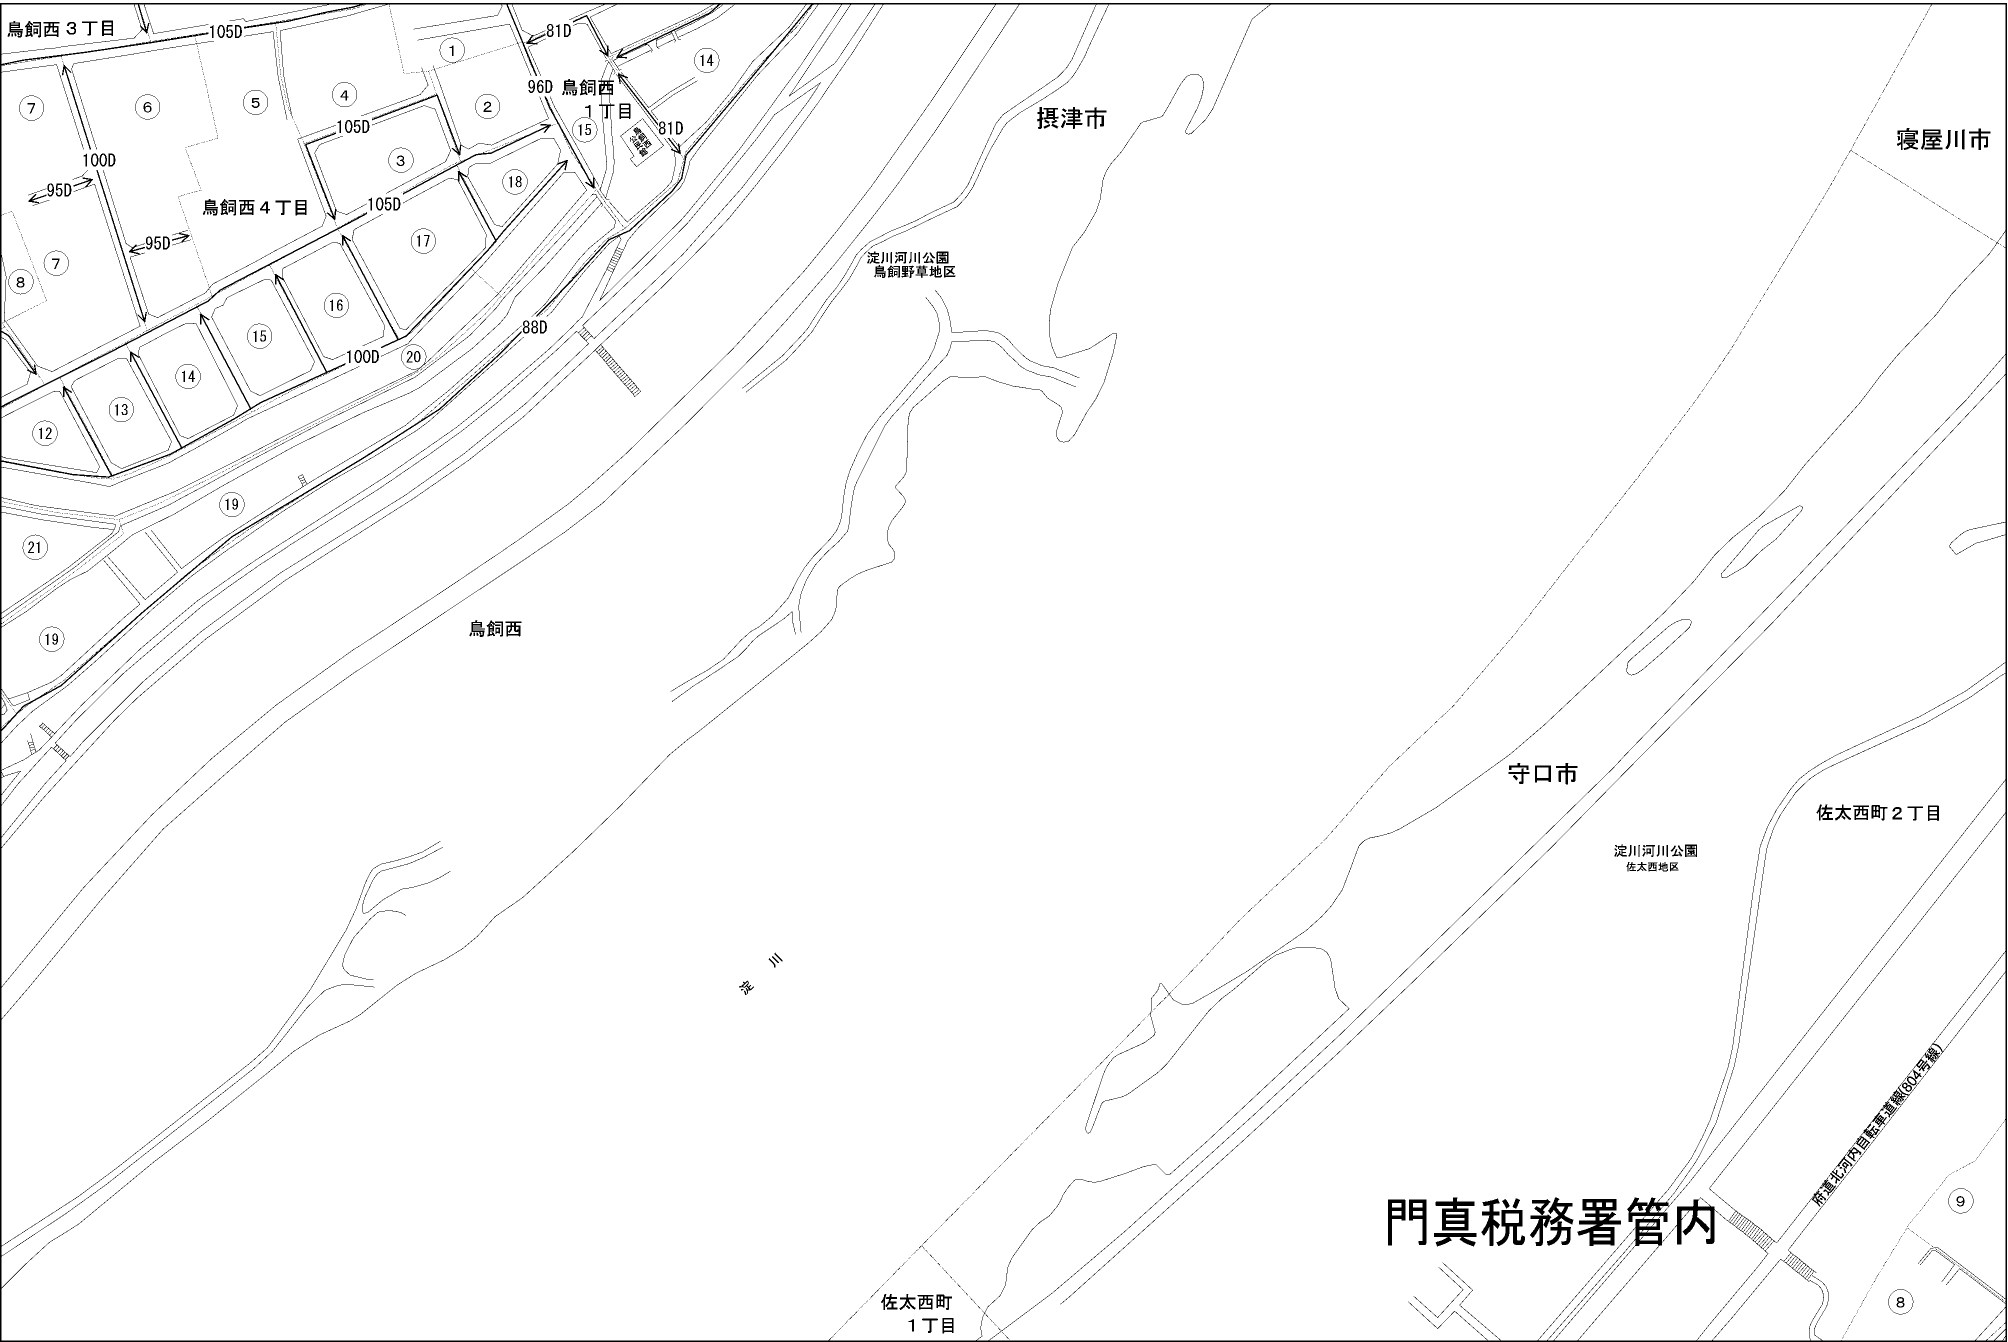 鳥飼西３丁目
105D
81D
①
⑭
96D
鳥飼西
１丁目
⑦
⑥
⑤
④
②
105D
⑮
81D
鳥飼西
公民館
摂津市
寝屋川市
100D
③
95D
⑱
鳥飼西４丁目
105D
95D
⑰
⑦
⑧
淀川河川公園
鳥飼野草地区
⑯
⑮
88D
100D
⑳
⑭
⑬
⑫
⑲
㉑
⑲
鳥飼西
守口市
佐太西町２丁目
淀川河川公園
佐太西地区
淀川
府道北河内自転車道線(804号線)
門真税務署管内
⑨
⑧
佐太西町
１丁目